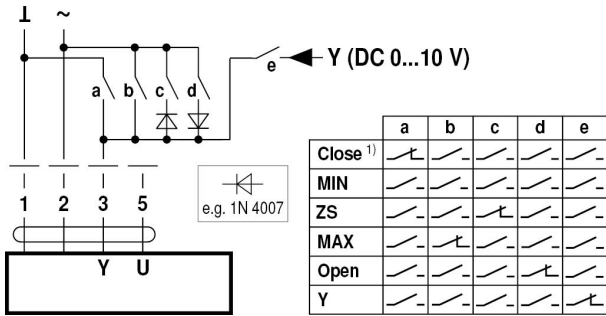 ⊥ ~
e Y (DC 0...10 V)
a b c d
1 2 3 5
e.g. 1N 4007
Y U
a b c d e
Close 1)
MIN
ZS
MAX
Open
Y